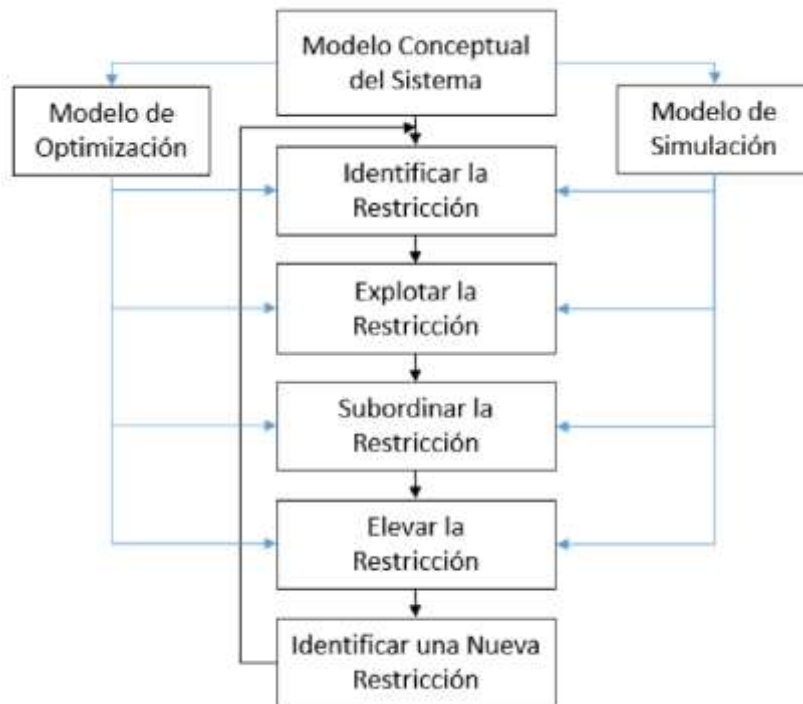 Modelo Conceptual
del Sistema
Modelo de
Optimización
Modelo de
Simulación
Identificar la
Restricción
Explotar la
Restricción
Subordinar la
Restricción
Elevar la
Restricción
Identificar una Nueva
Restricción